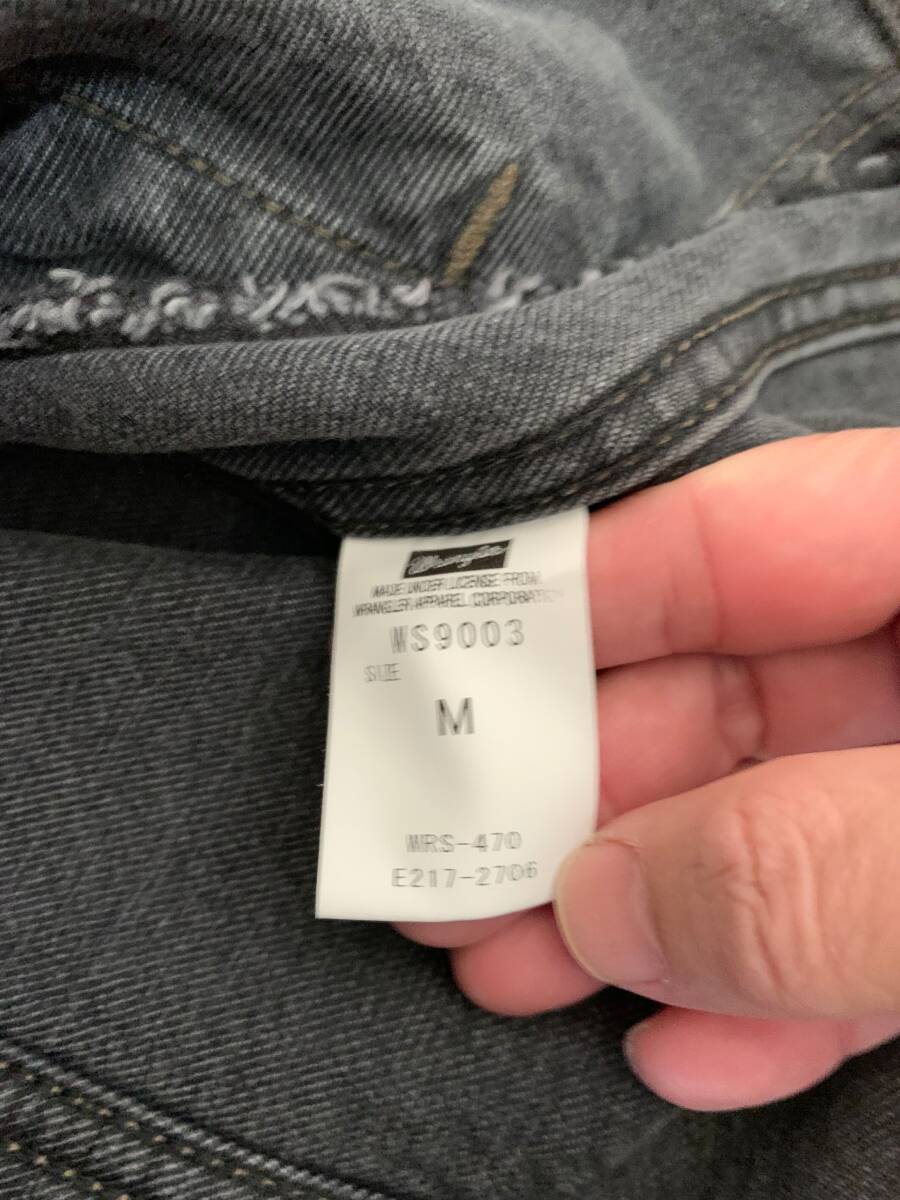 Wrangler
MADE UNDER LICENSE FROM
WRANGLER APPAREL CORPORATION
WS9003
SIZE
M
WRS-470
E217-2706